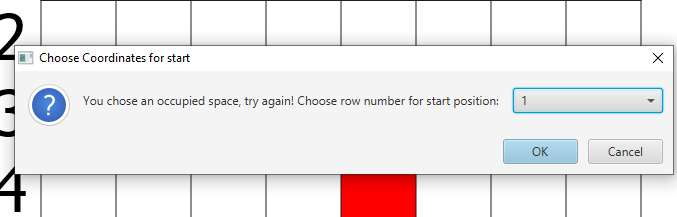 2
Choose Coordinates for start
3
You chose an occupied space, try again! Choose row number for start position: 1
OK Cancel
4